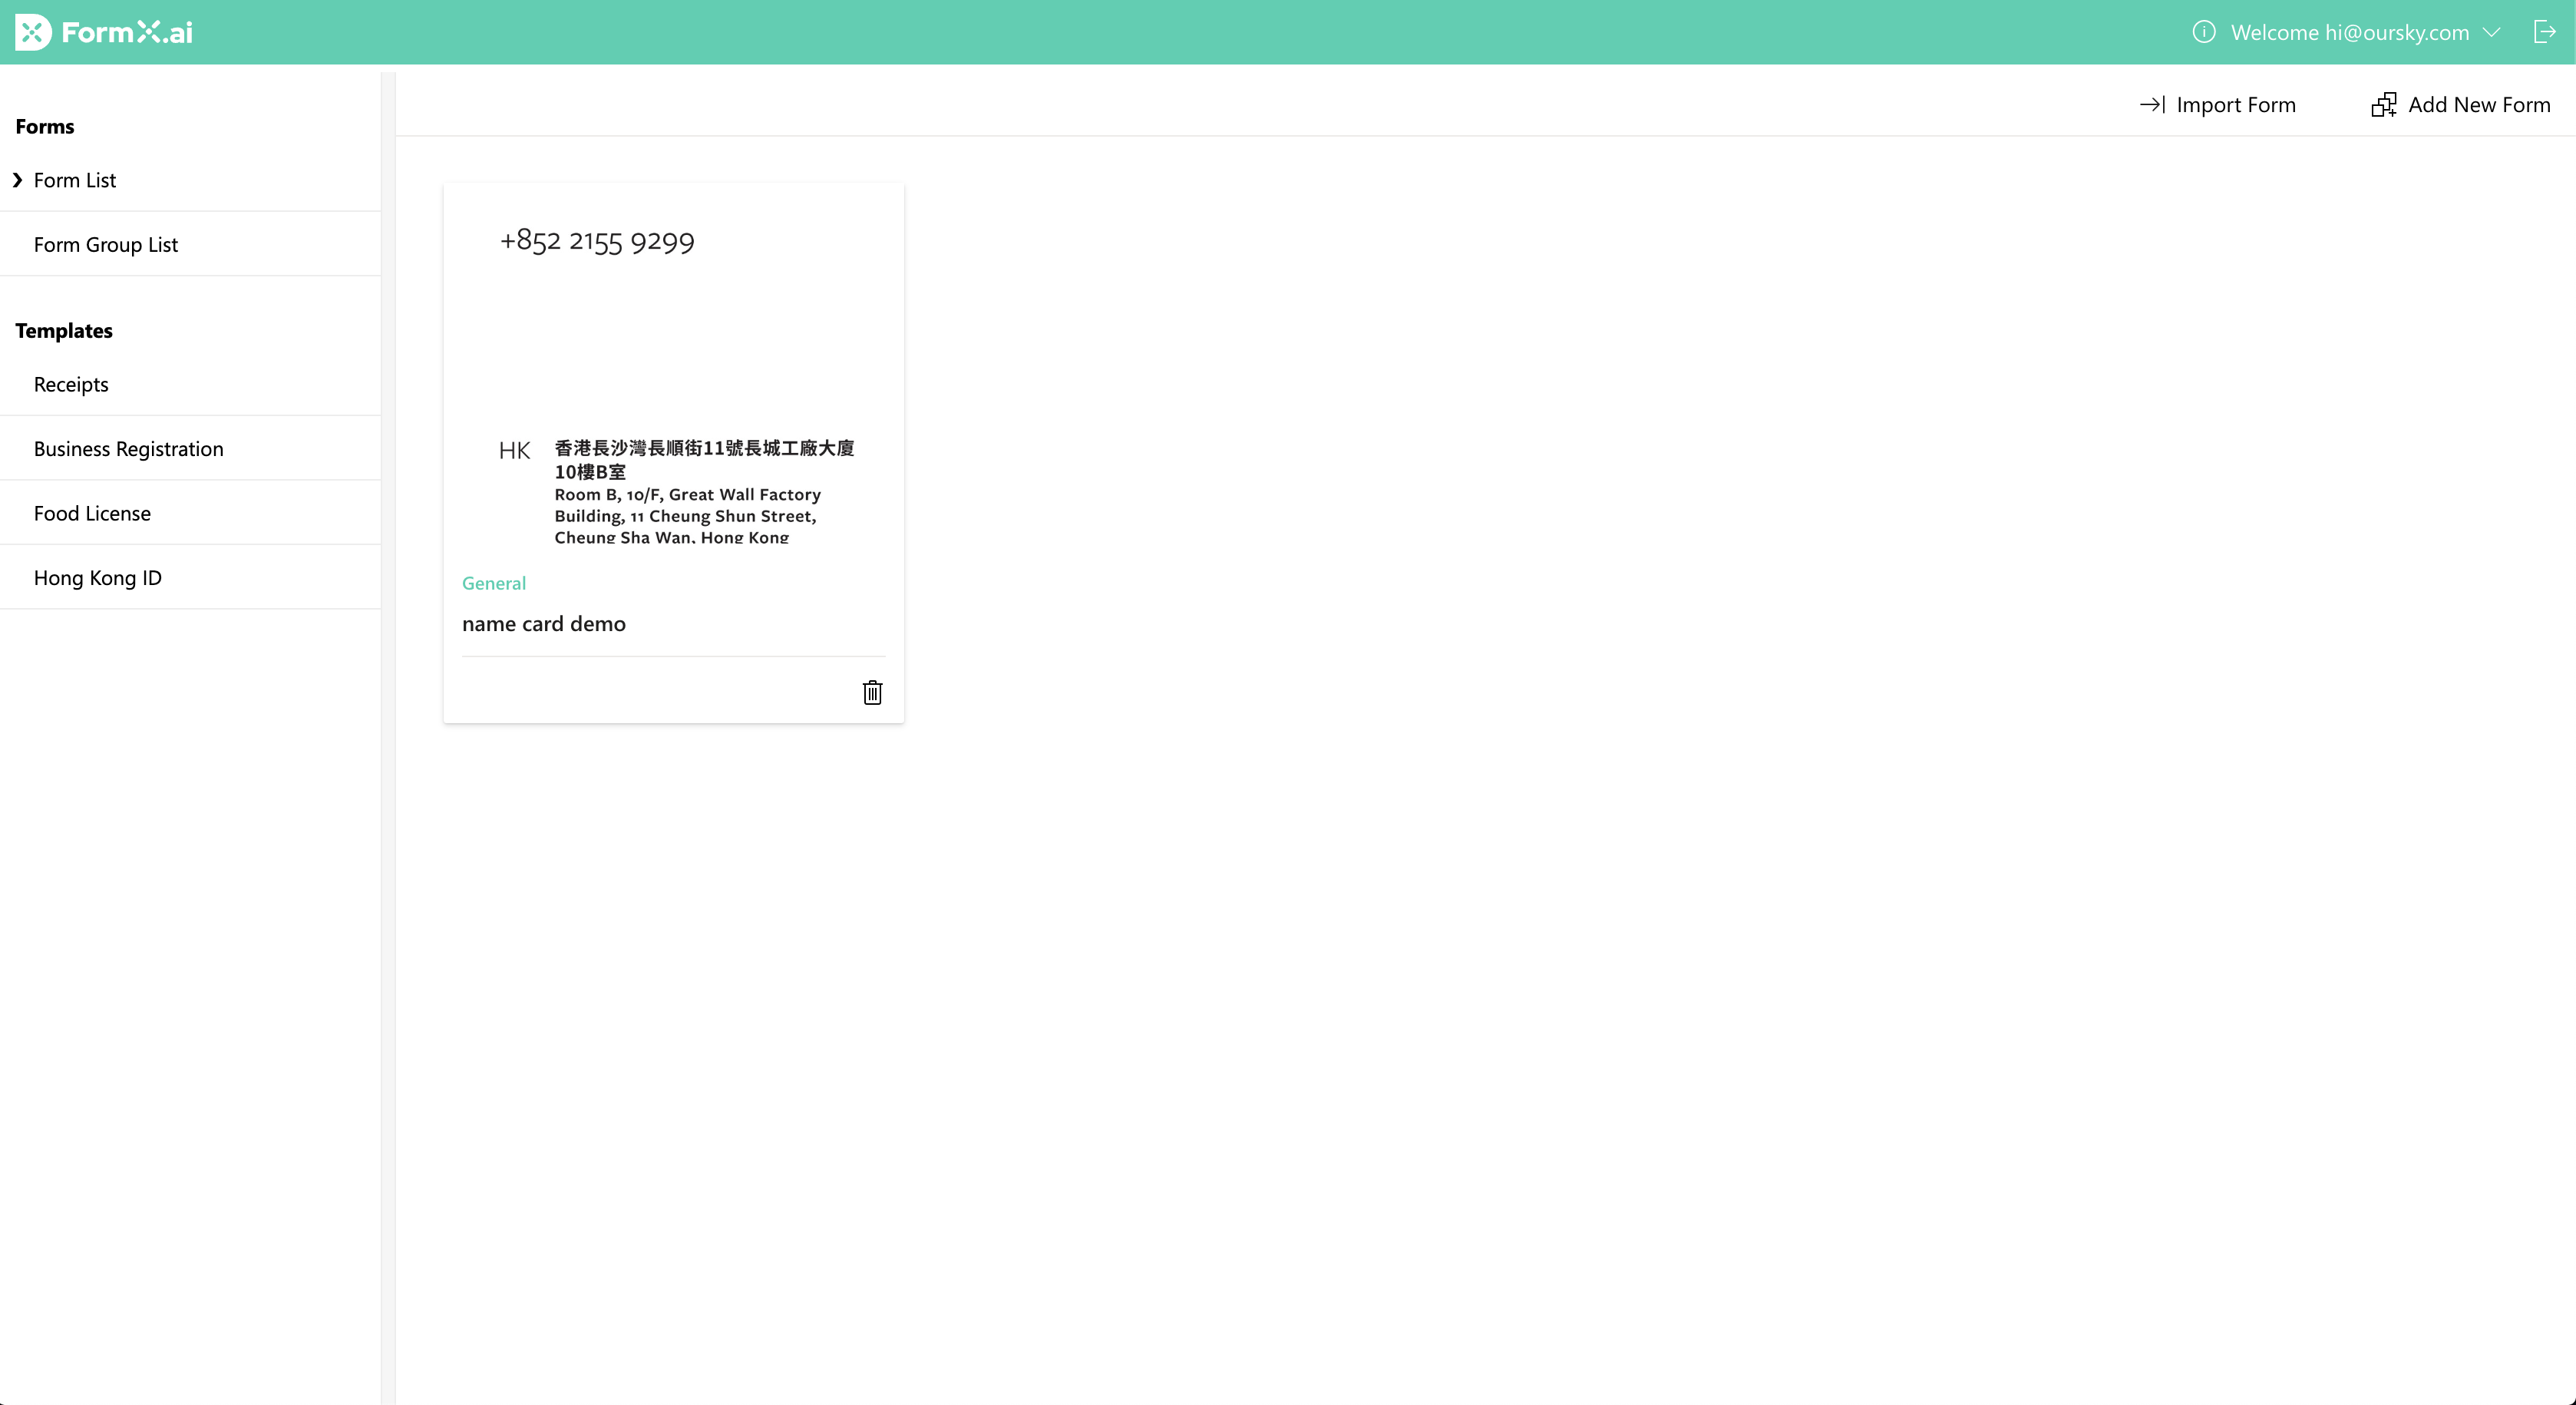 FormX.ai
Welcome hi@oursky.com
Import Form
Add New Form
Forms
Form List
Form Group List
Templates
Receipts
Business Registration
Food License
Hong Kong ID
+852 2155 9299
HK
香港長沙灣長順街11號長城工廠大廈
10樓B室
Room B, 10/F, Great Wall Factory
Building, 11 Cheung Shun Street,
Cheung Sha Wan, Hong Kong
General
name card demo